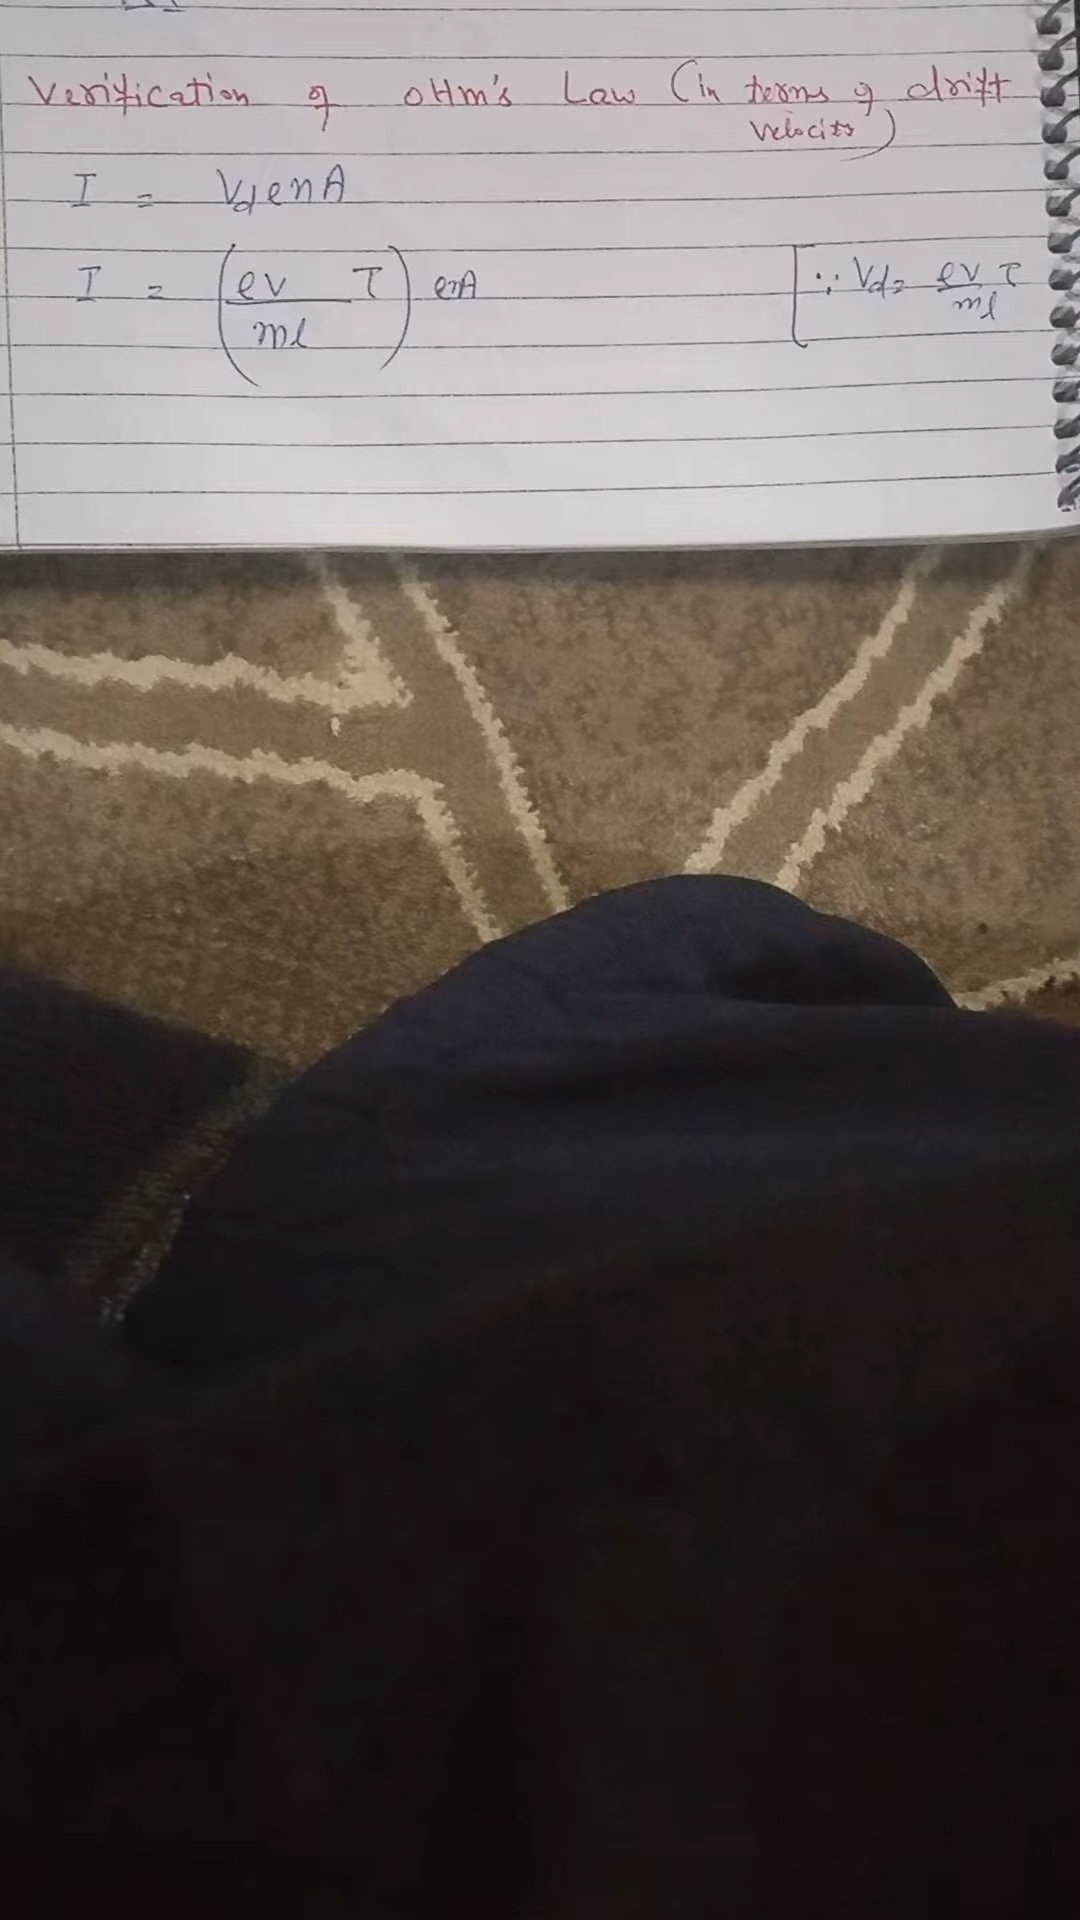 Verification of oHm's Law (in terms of drift
velocity)
I = VdenA
I = (eV/ml τ) enA [∵ Vd = eV/ml τ